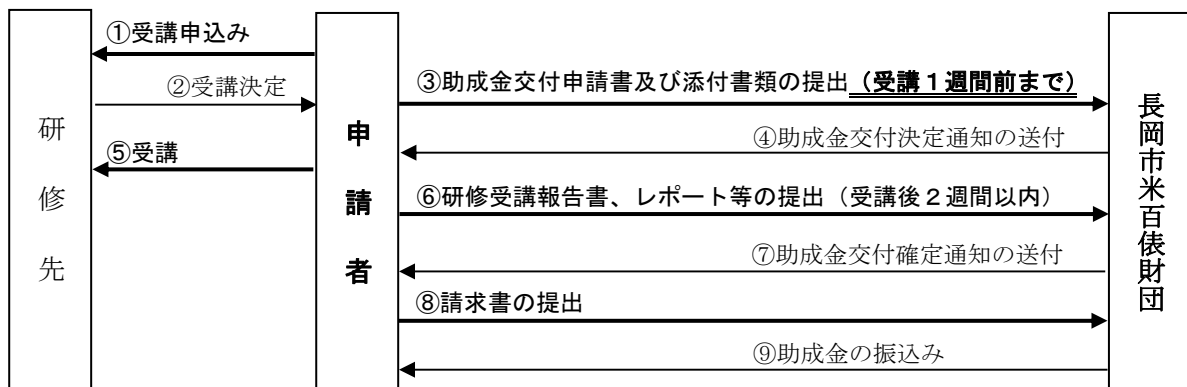 研修先
申請者
長岡市米百俵財団
①受講申込み
②受講決定
③助成金交付申請書及び添付書類の提出(受講1週間前まで)
④助成金交付決定通知の送付
⑤受講
⑥研修受講報告書、レポート等の提出(受講後2週間以内)
⑦助成金交付確定通知の送付
⑧請求書の提出
⑨助成金の振込み